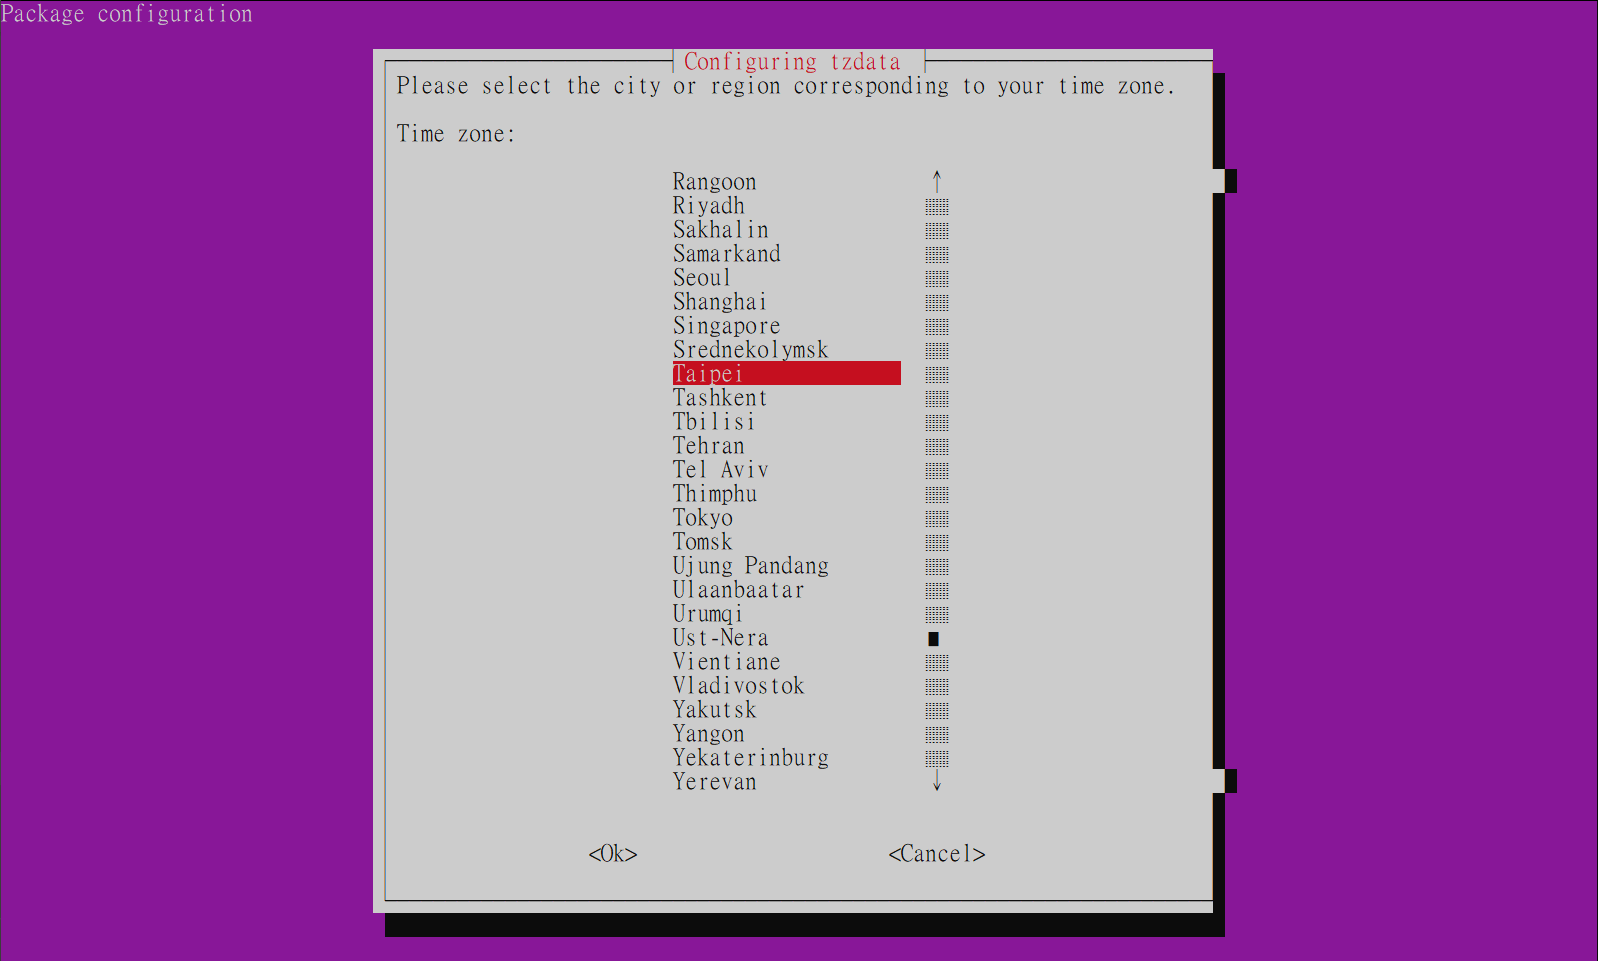 Package configuration
Configuring tzdata
Please select the city or region corresponding to your time zone.
Time zone:
Rangoon
Riyadh
Sakhalin
Samarkand
Seoul
Shanghai
Singapore
Srednekolymsk
Taipei
Tashkent
Tbilisi
Tehran
Tel Aviv
Thimphu
Tokyo
Tomsk
Ujung Pandang
Ulaanbaatar
Urumqi
Ust-Nera
Vientiane
Vladivostok
Yakutsk
Yangon
Yekaterinburg
Yerevan
<Ok> <Cancel>